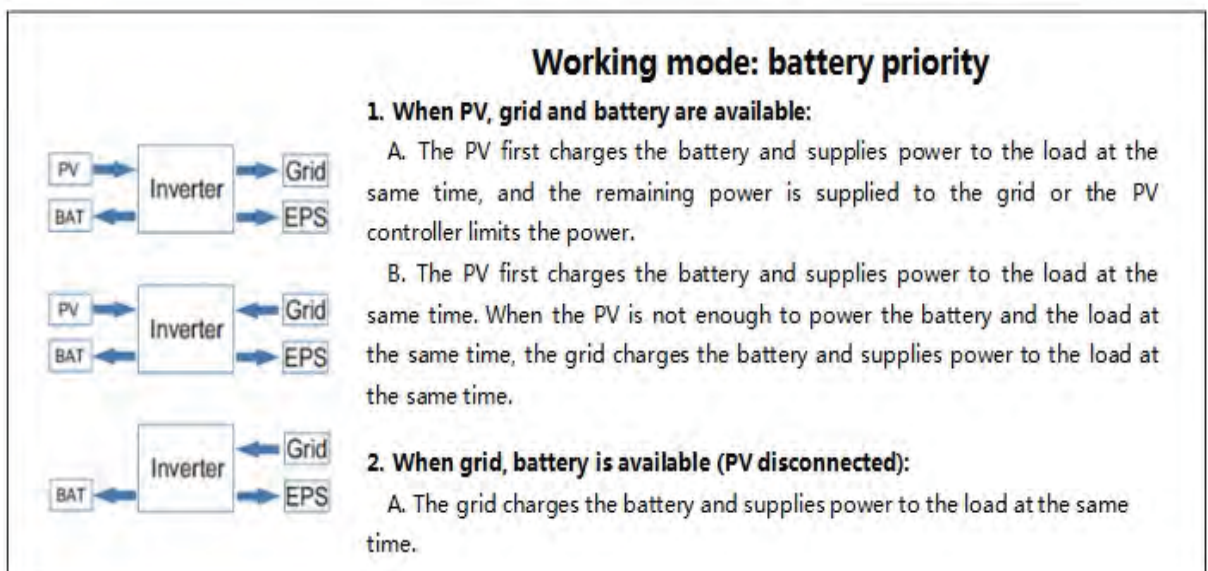 Working mode: battery priority
1. When PV, grid and battery are available:
A. The PV first charges the battery and supplies power to the load at the
same time, and the remaining power is supplied to the grid or the PV
controller limits the power.
B. The PV first charges the battery and supplies power to the load at the
same time. When the PV is not enough to power the battery and the load at
the same time, the grid charges the battery and supplies power to the load at
the same time.
2. When grid, battery is available (PV disconnected):
A. The grid charges the battery and supplies power to the load at the same
time.
PV
Inverter
Grid
BAT
EPS
PV
Inverter
Grid
BAT
EPS
Inverter
Grid
BAT
EPS